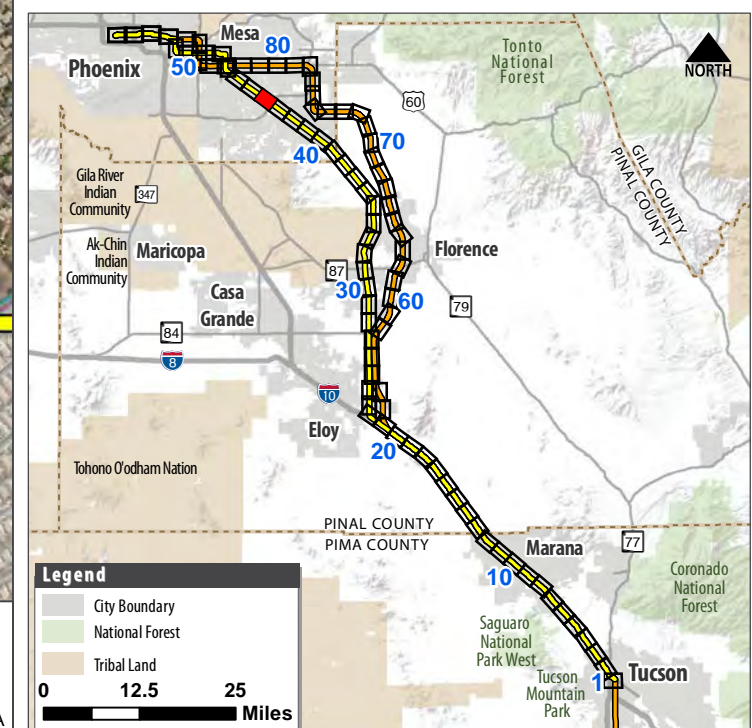 Mesa
80
Tonto
National
Forest
NORTH
Phoenix
50
60
70
40
GILA COUNTY
PINAL COUNTY
Gila River
Indian
Community
347
Ak-Chin
Indian
Community
Maricopa
Florence
87
30
Casa
Grande
60
79
84
8
10
Eloy
20
Tohono O'odham Nation
PINAL COUNTY
PIMA COUNTY
Marana
77
10
Coronado
National
Forest
Legend
City Boundary
National Forest
Tribal Land
Saguaro
National
Park West
Tucson
Mountain
Park
1
Tucson
0 12.5 25
Miles
A